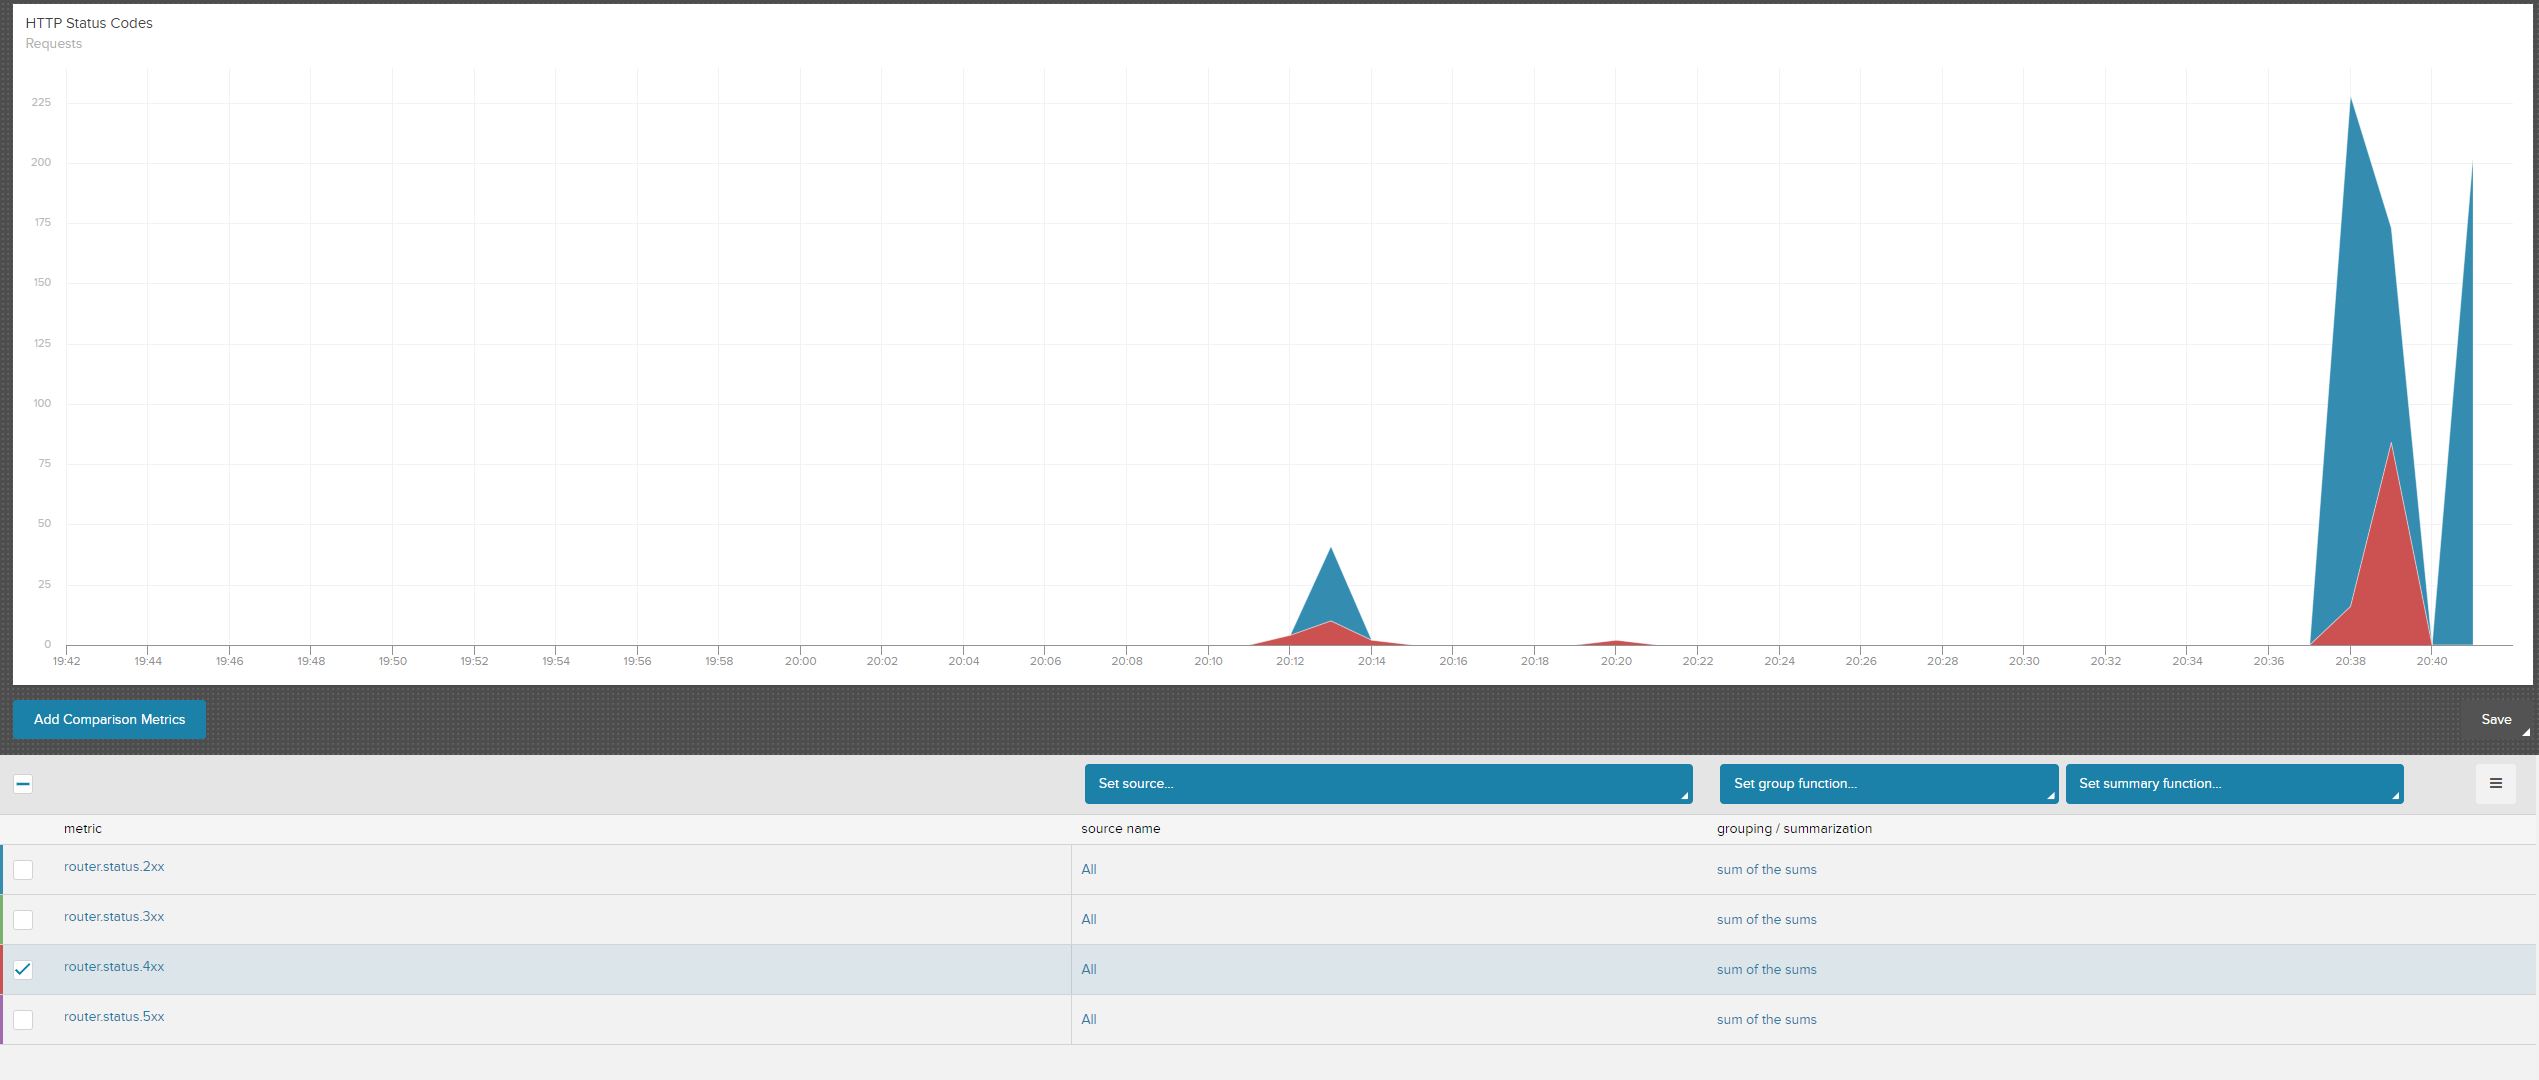 HTTP Status Codes
Requests
225
200
175
150
125
100
75
50
25
0
19:42 19:44 19:46 19:48 19:50 19:52 19:54 19:56 19:58 20:00 20:02 20:04 20:06 20:08 20:10 20:12 20:14 20:16 20:18 20:20 20:22 20:24 20:26 20:28 20:30 20:32 20:34 20:36 20:38 20:40
Add Comparison Metrics Save
Set source... Set group function... Set summary function...
metric source name grouping / summarization
router.status.2xx All sum of the sums
router.status.3xx All sum of the sums
router.status.4xx All sum of the sums
router.status.5xx All sum of the sums